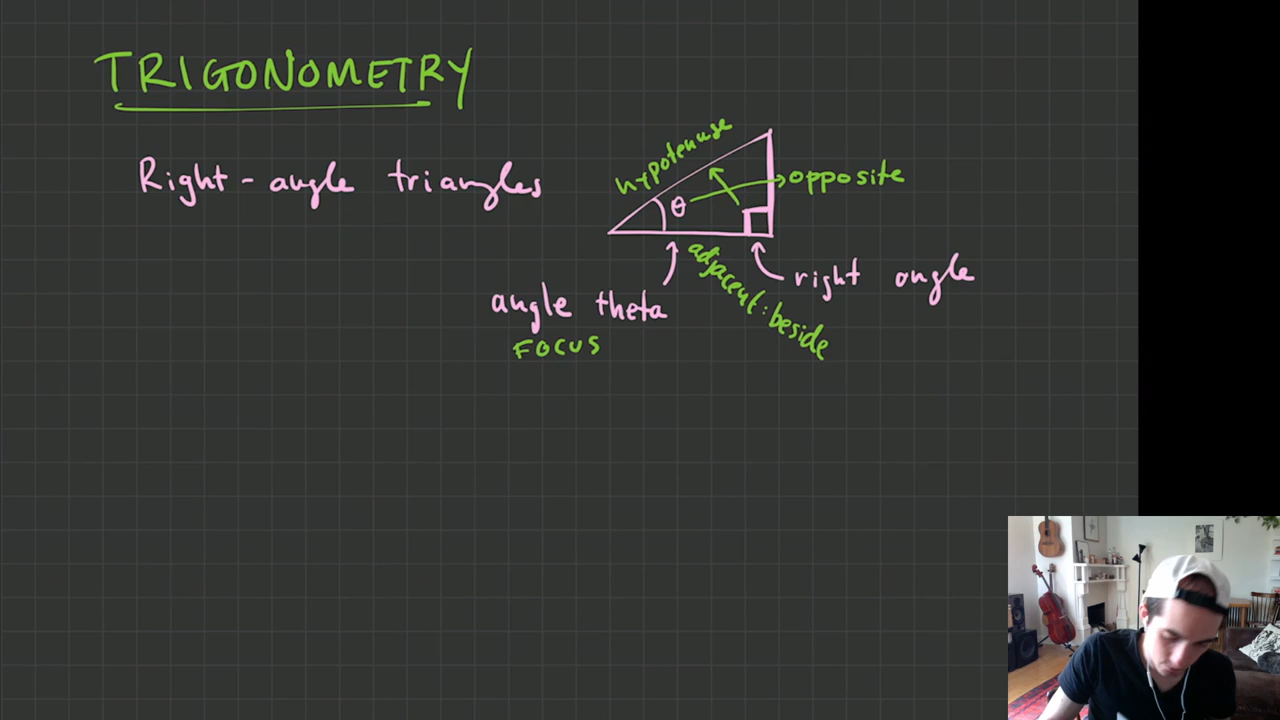 TRIGONOMETRY
Right-angle triangles
hypotenuse
opposite
θ
adjacent: beside
right angle
angle theta
FOCUS